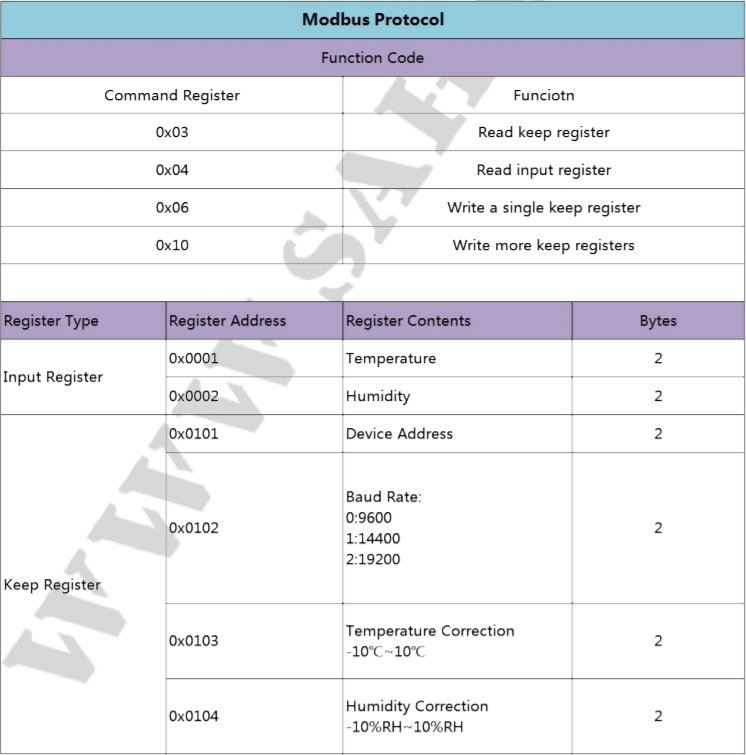 Modbus Protocol
Function Code
Command Register Funciotn
0x03 Read keep register
0x04 Read input register
0x06 Write a single keep register
0x10 Write more keep registers
Register Type Register Address Register Contents Bytes
Input Register 0x0001 Temperature 2
0x0002 Humidity 2
Keep Register 0x0101 Device Address 2
0x0102 Baud Rate: 2
0:9600
1:14400
2:19200
0x0103 Temperature Correction 2
-10℃~10℃
0x0104 Humidity Correction 2
-10%RH~10%RH